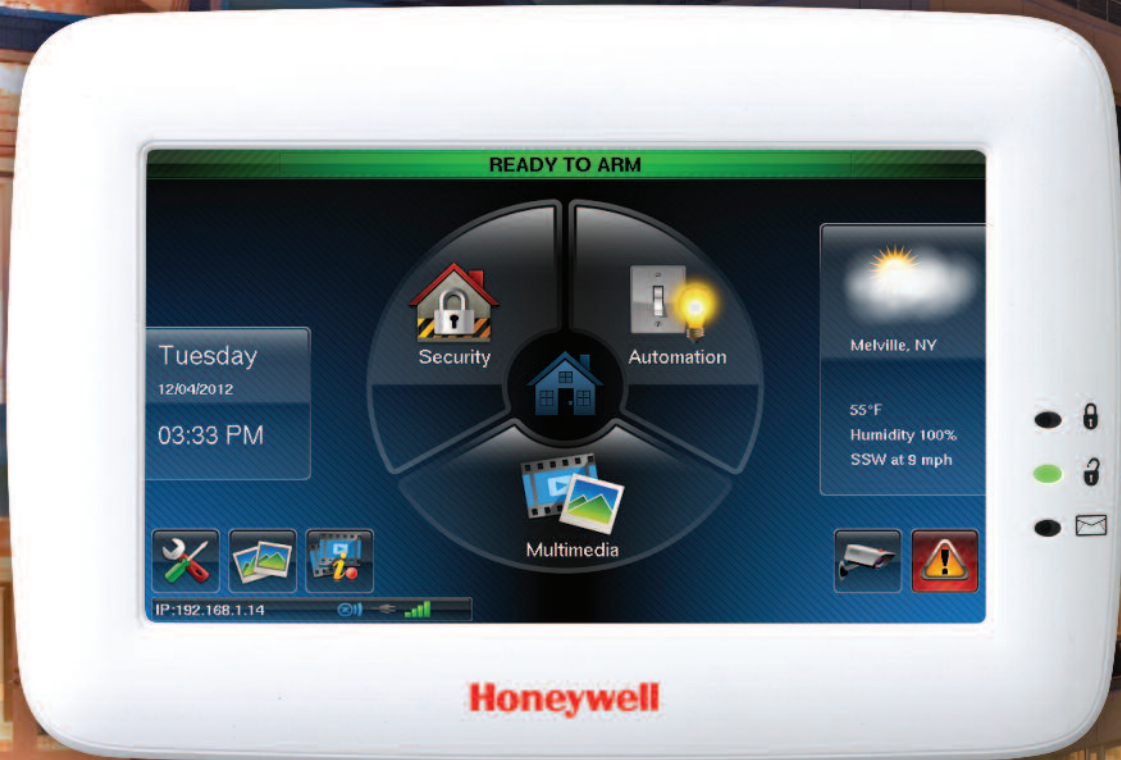 READY TO ARM
Security
Automation
Multimedia
Tuesday
12/04/2012
03:33 PM
Melville, NY
55°F
Humidity 100%
SSW at 9 mph
IP:192.168.1.14
Honeywell